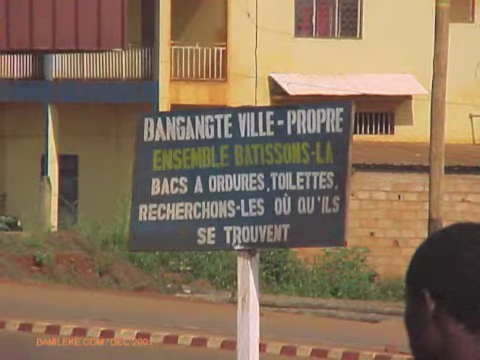 BANGANGTE VILLE-PROPRE
ENSEMBLE BATISSONS-LA
BACS A ORDURES,TOILETTES,
RECHERCHONS-LES OÙ QU'ILS
SE TROUVENT
BAMILEKE.COM DEC 2001